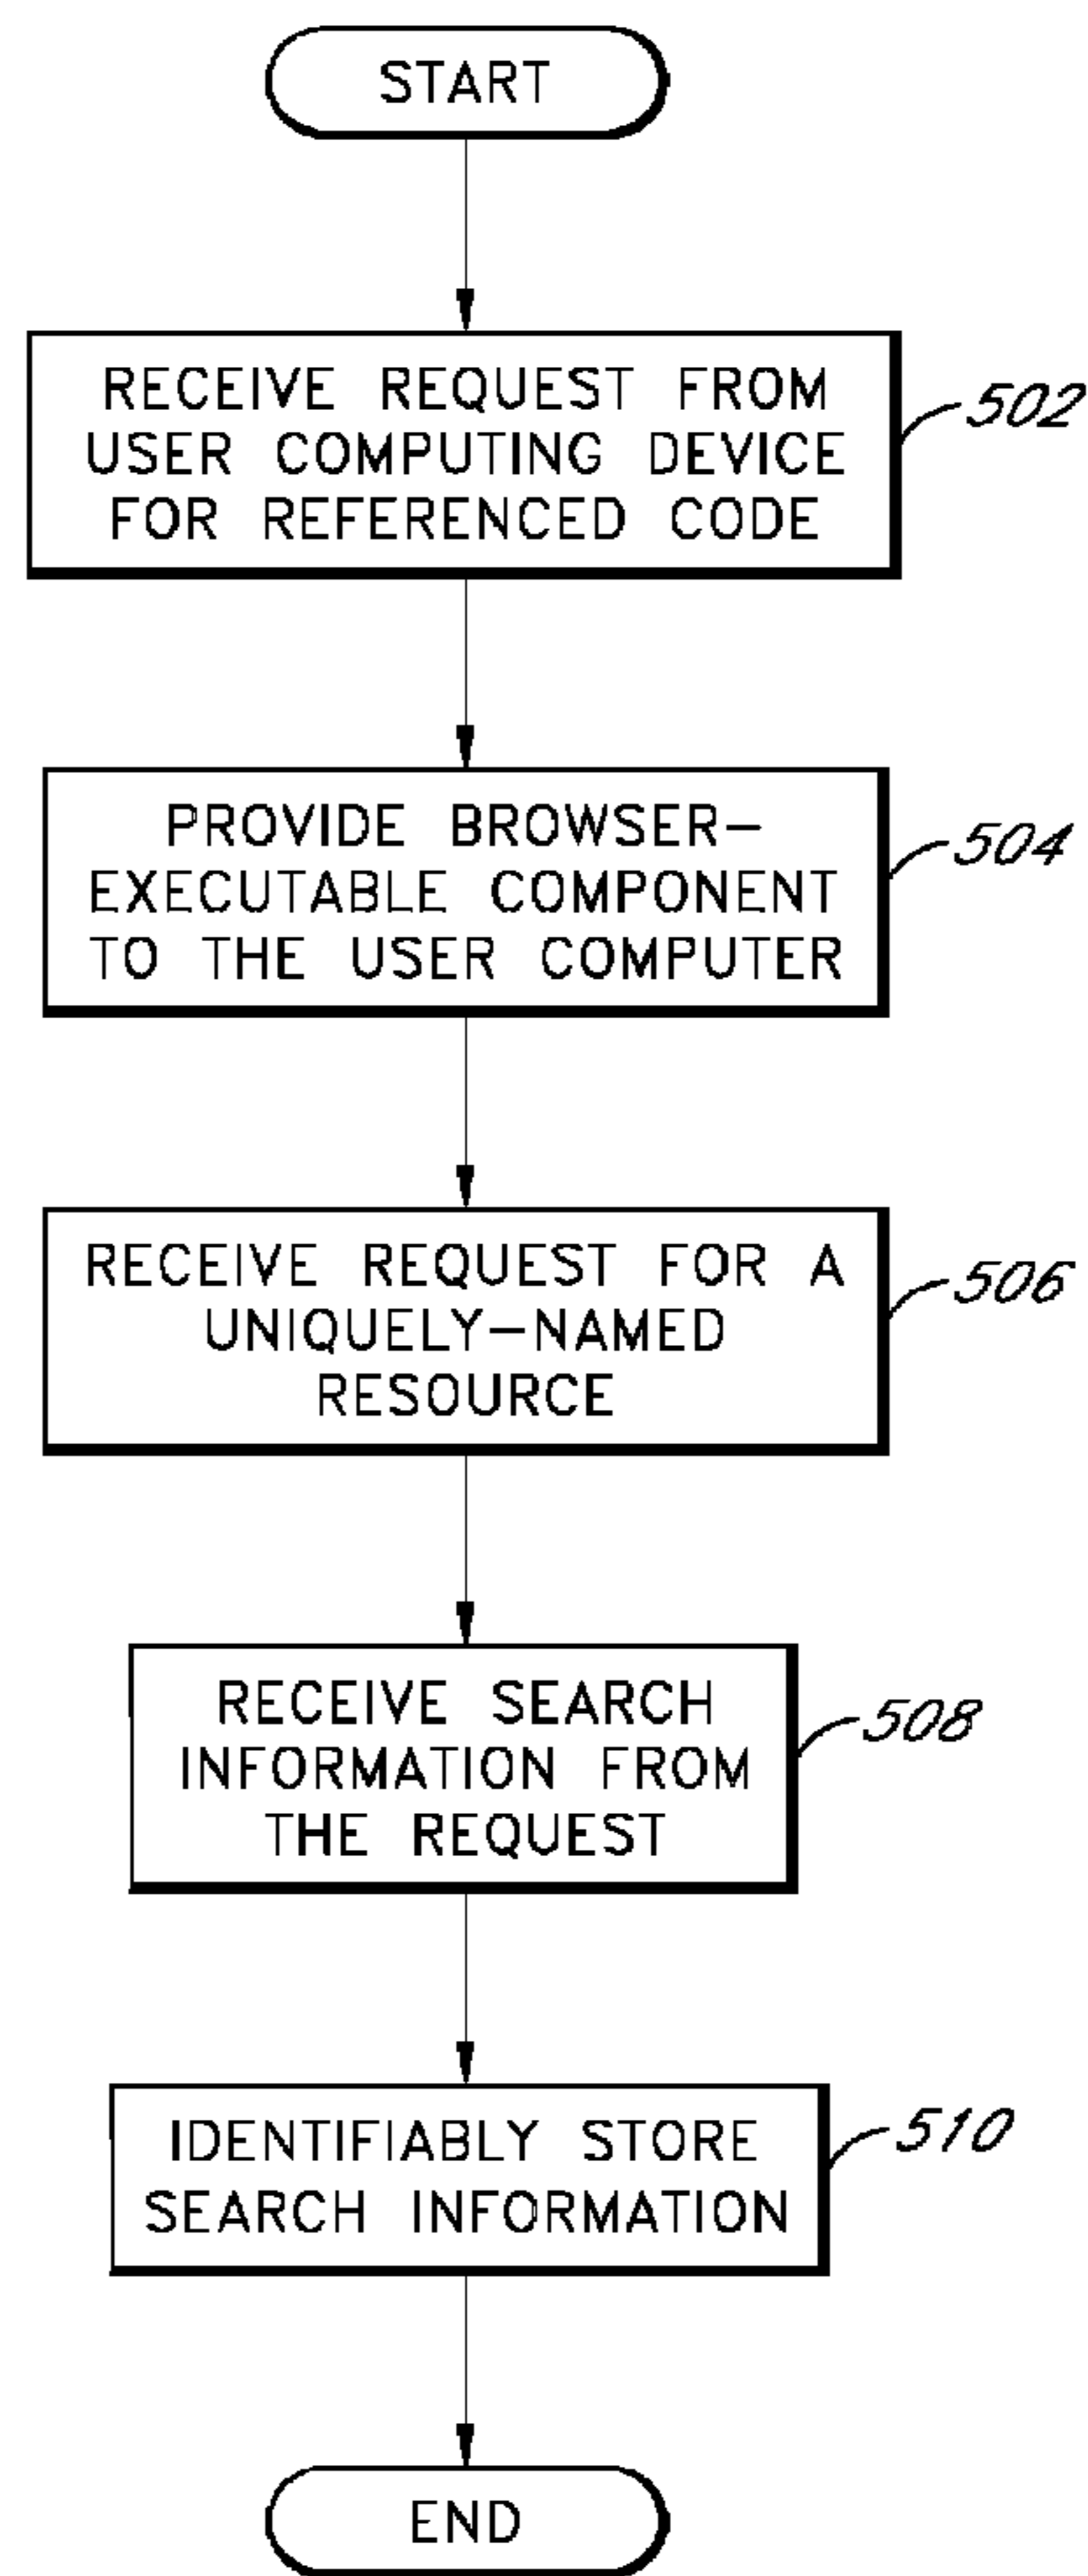 START
RECEIVE REQUEST FROM
USER COMPUTING DEVICE
FOR REFERENCED CODE
502
PROVIDE BROWSER-
EXECUTABLE COMPONENT
TO THE USER COMPUTER
504
RECEIVE REQUEST FOR A
UNIQUELY-NAMED
RESOURCE
506
RECEIVE SEARCH
INFORMATION FROM
THE REQUEST
508
IDENTIFIABLY STORE
SEARCH INFORMATION
510
END